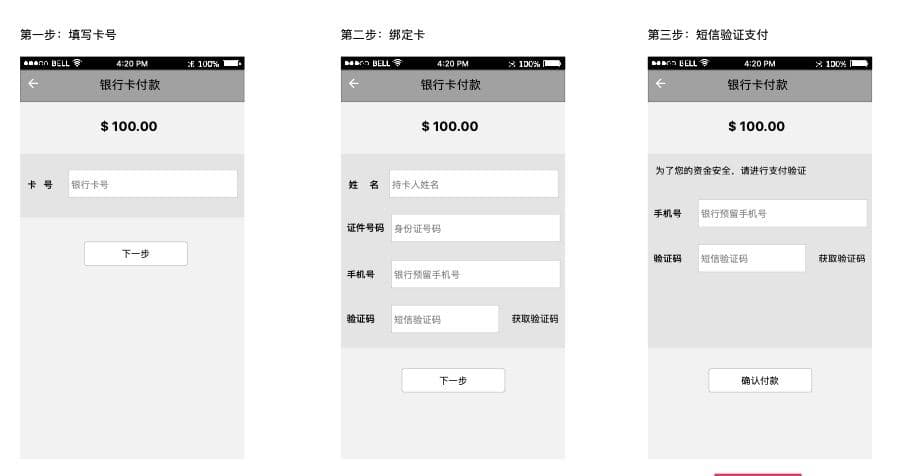 第一步：填写卡号
BELL 4:20 PM 100%
银行卡付款
$ 100.00
卡 号 银行卡号
下一步
第二步：绑定卡
BELL 4:20 PM 100%
银行卡付款
$ 100.00
姓 名 持卡人姓名
证件号码 身份证号码
手机号 银行预留手机号
验证码 短信验证码 获取验证码
下一步
第三步：短信验证支付
BELL 4:20 PM 100%
银行卡付款
$ 100.00
为了您的资金安全，请进行支付验证
手机号 银行预留手机号
验证码 短信验证码 获取验证码
确认付款